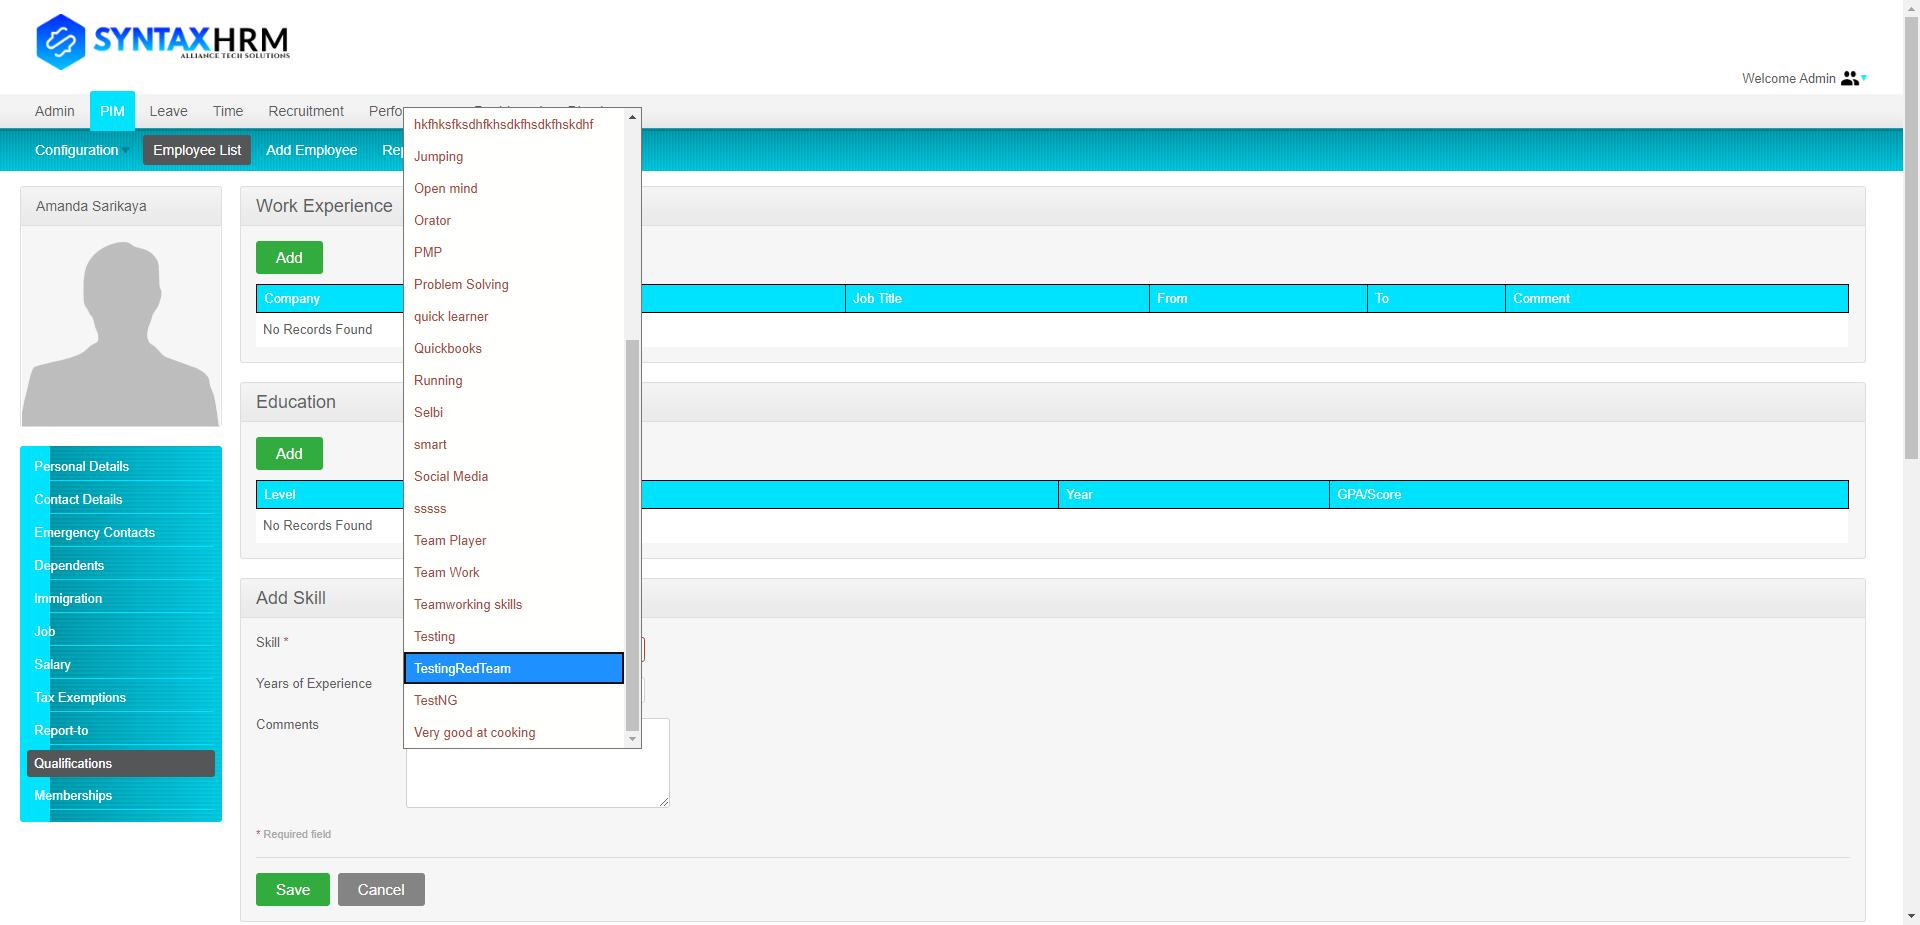 SYNTAXHRM
ALLIANCE TECH SOLUTIONS
Welcome Admin
Admin PIM Leave Time Recruitment
Configuration Employee List Add Employee
hkfhksfksdhfkhsdkfhsdkfhskdhf
Jumping
Open mind
Orator
PMP
Problem Solving
quick learner
Quickbooks
Running
Selbi
smart
Social Media
sssss
Team Player
Team Work
Teamworking skills
Testing
TestingRedTeam
TestNG
Very good at cooking
Amanda Sarikaya
Personal Details
Contact Details
Emergency Contacts
Dependents
Immigration
Job
Salary
Tax Exemptions
Report-to
Qualifications
Memberships
Work Experience
Add
Company Job Title From To Comment
No Records Found
Education
Add
Level Year GPA/Score
No Records Found
Add Skill
Skill *
Years of Experience
Comments
* Required field
Save Cancel